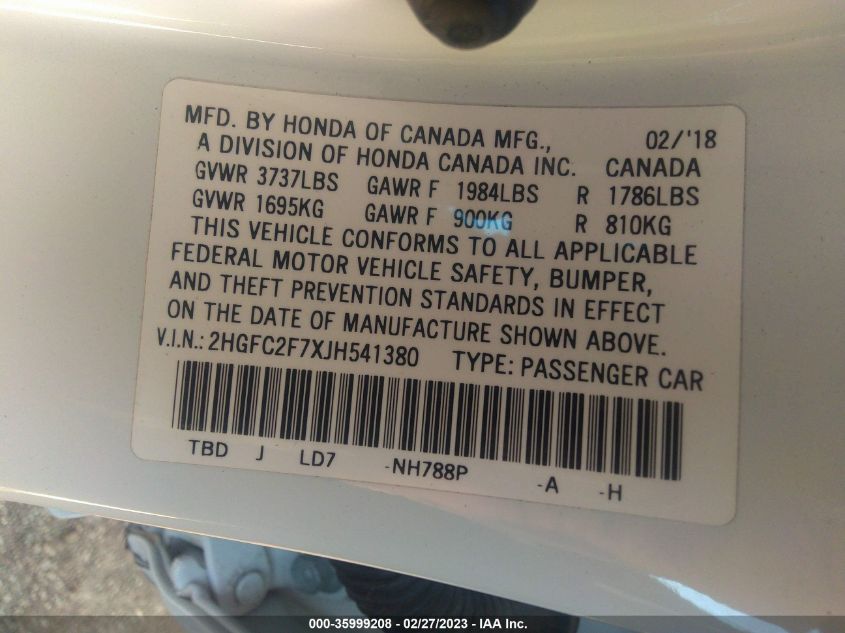 MFD. BY HONDA OF CANADA MFG., 02/'18
A DIVISION OF HONDA CANADA INC. CANADA
GVWR 3737LBS GAWR F 1984LBS R 1786LBS
GVWR 1695KG GAWR F 900KG R 810KG
THIS VEHICLE CONFORMS TO ALL APPLICABLE
FEDERAL MOTOR VEHICLE SAFETY, BUMPER,
AND THEFT PREVENTION STANDARDS IN EFFECT
ON THE DATE OF MANUFACTURE SHOWN ABOVE.
V.I.N.: 2HGFC2F7XJH541380 TYPE: PASSENGER CAR
TBD J LD7 -NH788P -A -H
000-35999208 - 02/27/2023 - IAA Inc.